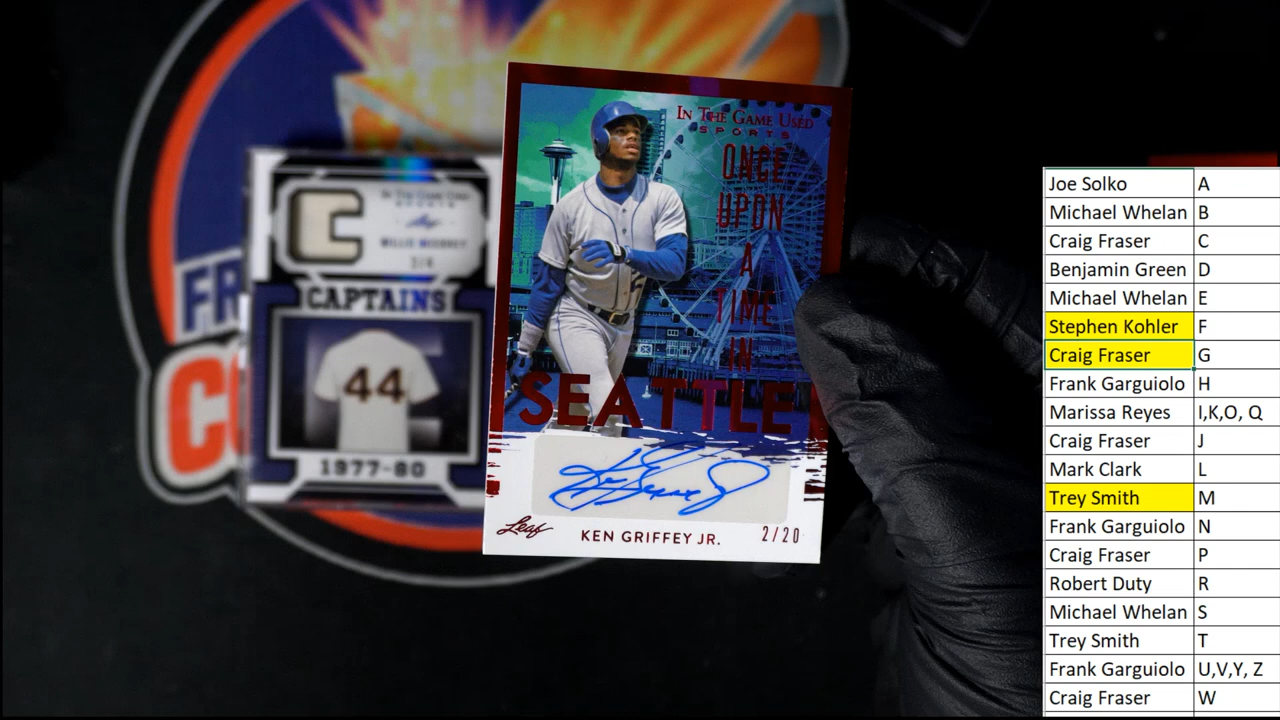 IN THE GAME USED
SPORTS
ONCE
UPON
A
TIME
IN
SEATTLE
Leaf
KEN GRIFFEY JR.
2/20
CAPTAINS
44
1977-80
FR
Joe Solko A
Michael Whelan B
Craig Fraser C
Benjamin Green D
Michael Whelan E
Stephen Kohler F
Craig Fraser G
Frank Garguiolo H
Marissa Reyes I,K,O, Q
Craig Fraser J
Mark Clark L
Trey Smith M
Frank Garguiolo N
Craig Fraser P
Robert Duty R
Michael Whelan S
Trey Smith T
Frank Garguiolo U,V,Y, Z
Craig Fraser W